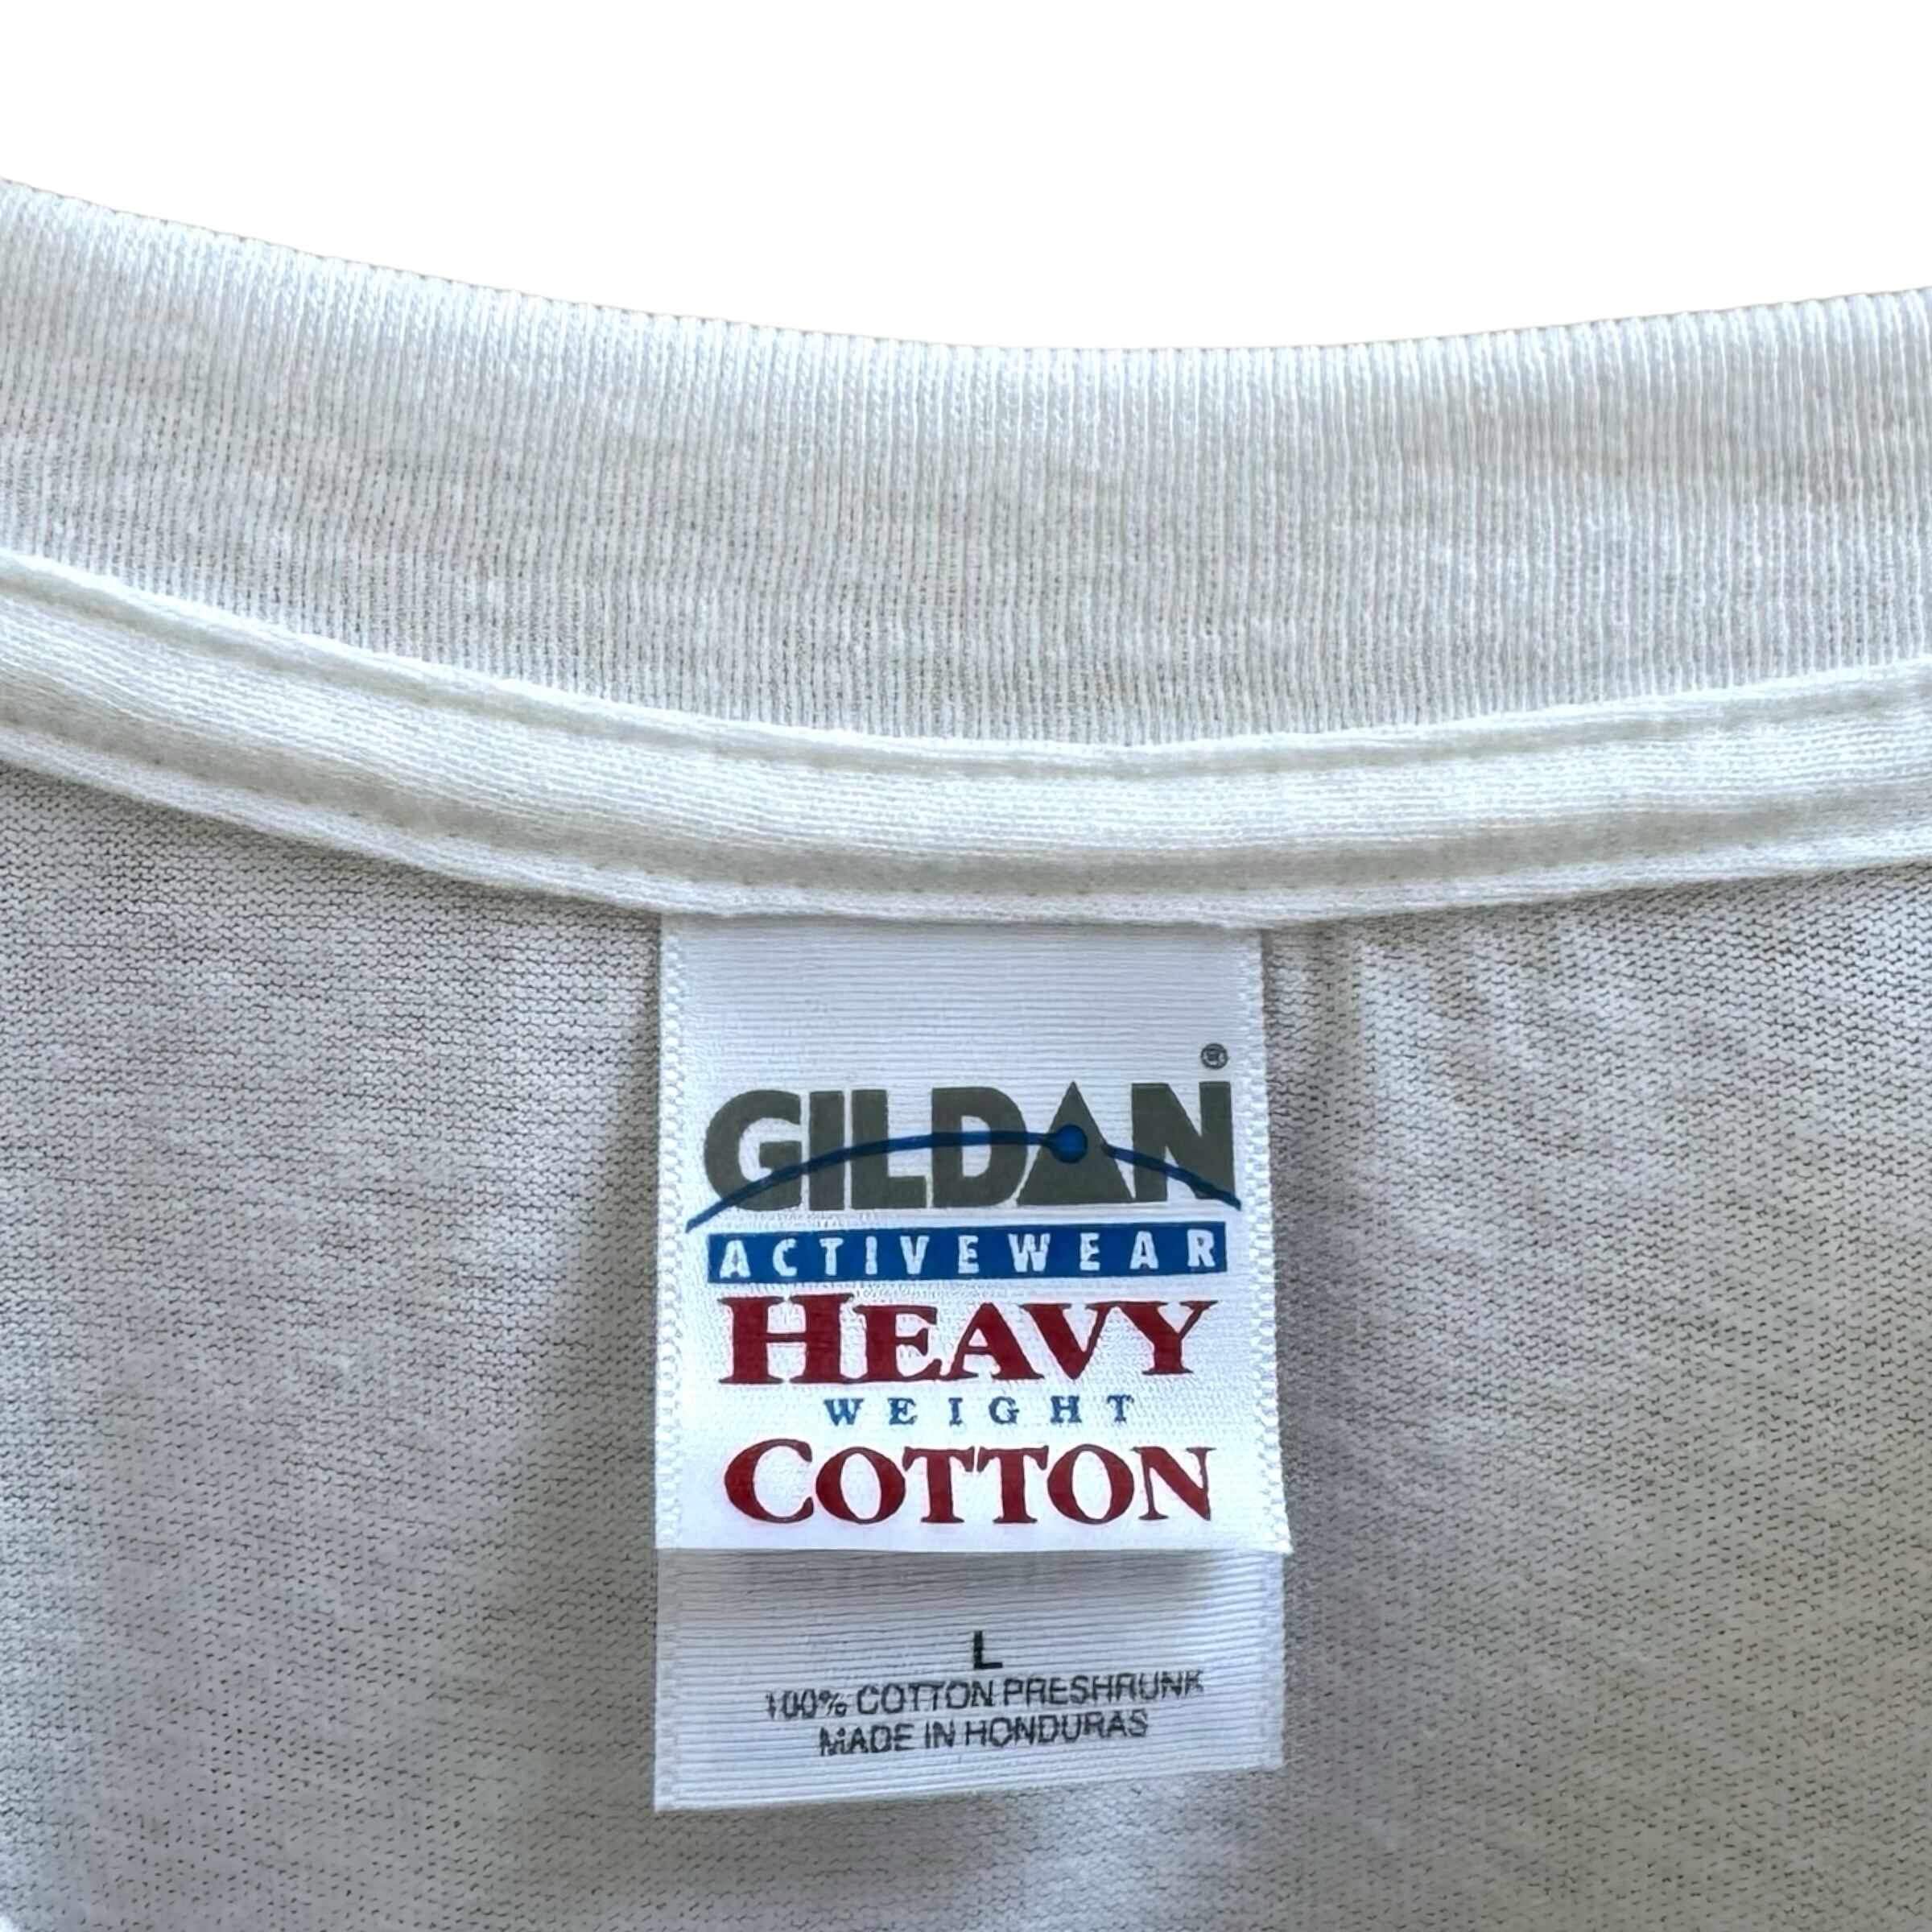 GILDAN®
ACTIVEWEAR
HEAVY
WEIGHT
COTTON
L
100% COTTON PRESHRUNK
MADE IN HONDURAS